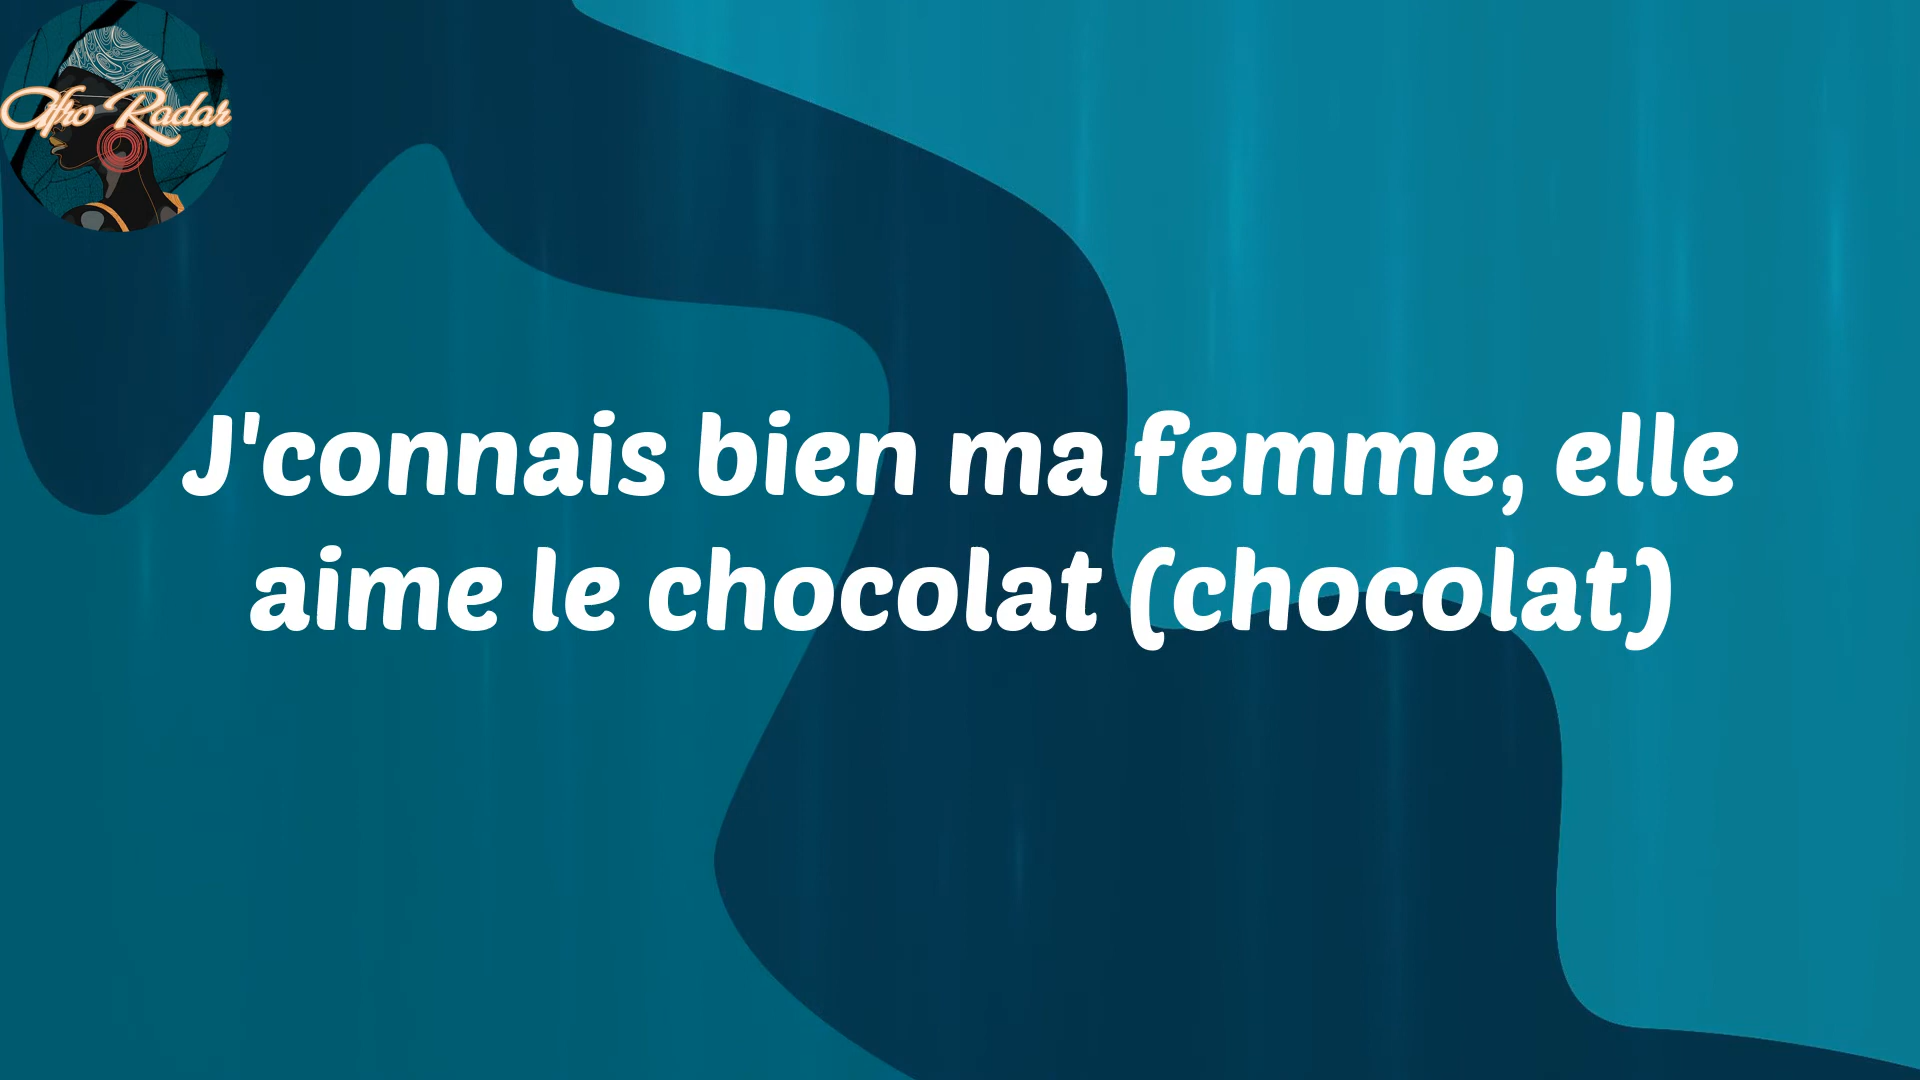 Afro Radar
J'connais bien ma femme, elle
aime le chocolat (chocolat)